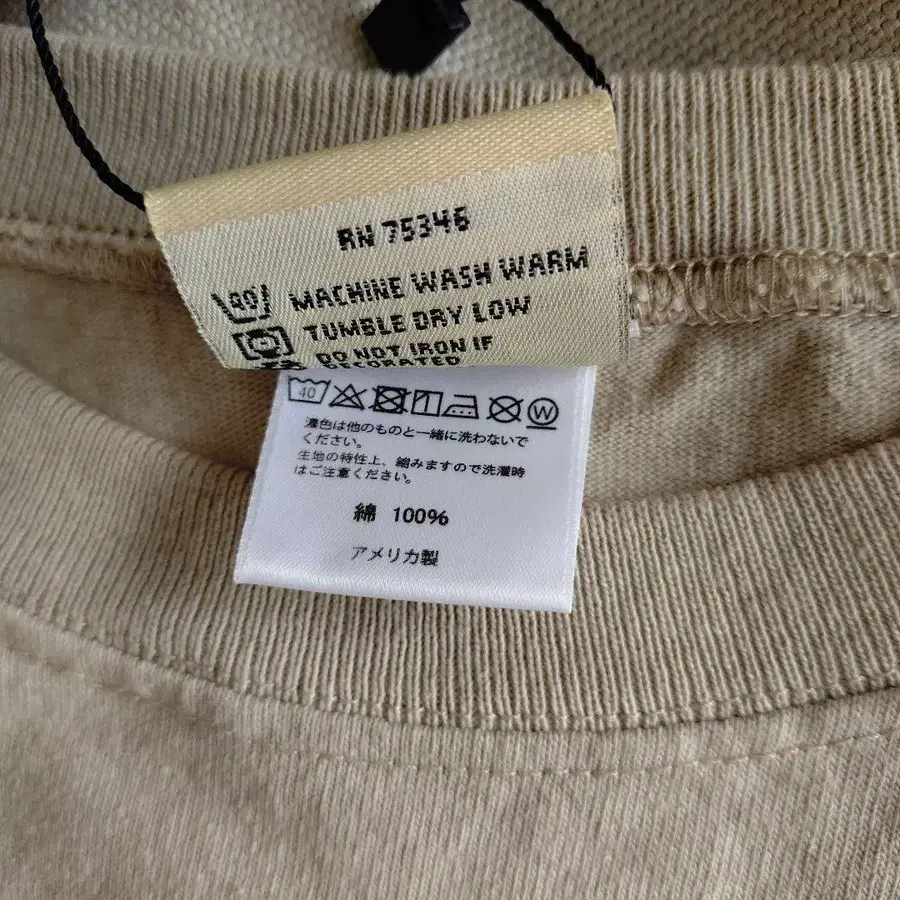 RN 75346
40 MACHINE WASH WARM
TUMBLE DRY LOW
DO NOT IRON IF
DECORATED
40 W
濃色は他のものと一緒に洗わないで
ください。
生地の特性上、縮みますので洗濯時
はご注意ください。
綿 100%
アメリカ製